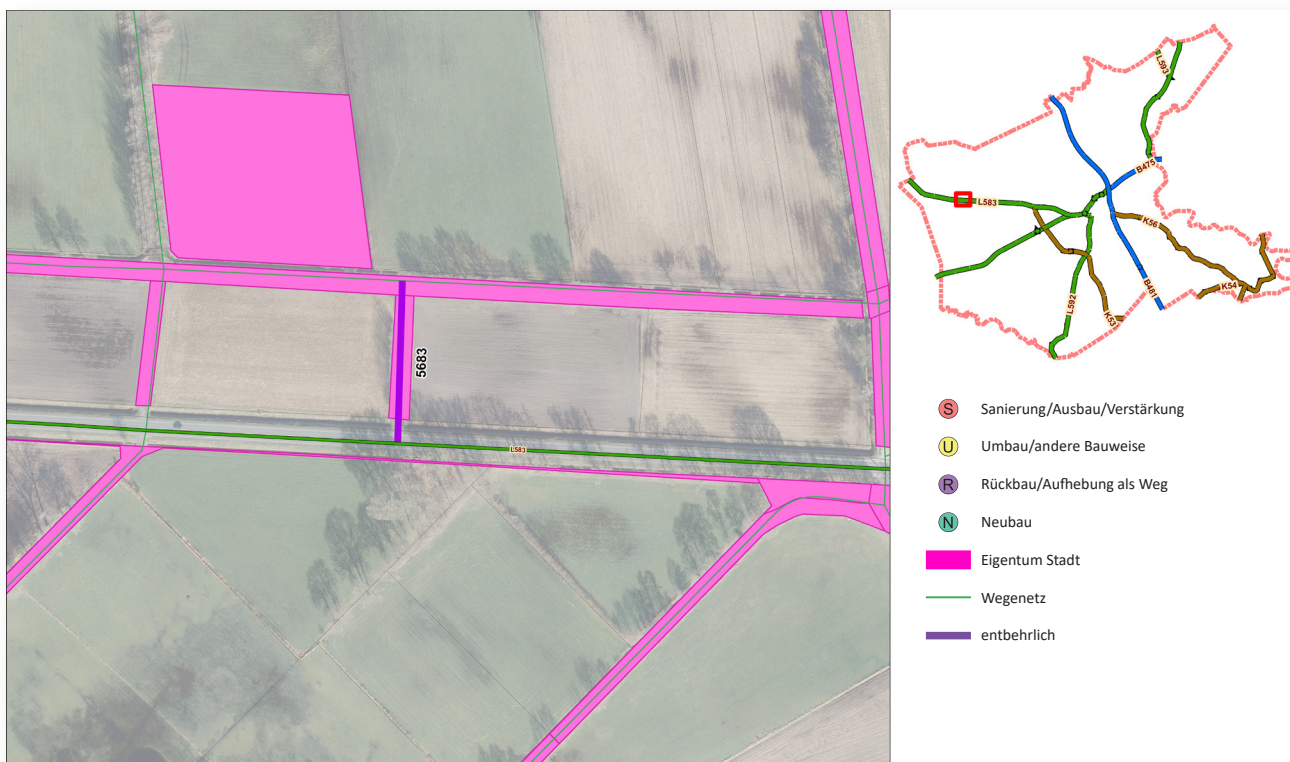 5683
L583
L593
B475
L583
K56
L592
B481
K54
K53
S Sanierung/Ausbau/Verstärkung
U Umbau/andere Bauweise
R Rückbau/Aufhebung als Weg
N Neubau
Eigentum Stadt
Wegenetz
entbehrlich